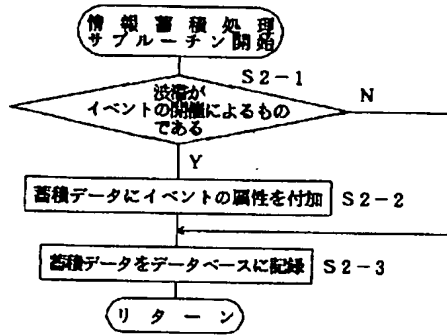 情報蓄積処理
サブルーチン開始
S2-1
渋滞が
イベントの開催によるもの
である
N
Y
蓄積データにイベントの属性を付加
S2-2
蓄積データをデータベースに記録
S2-3
リターン